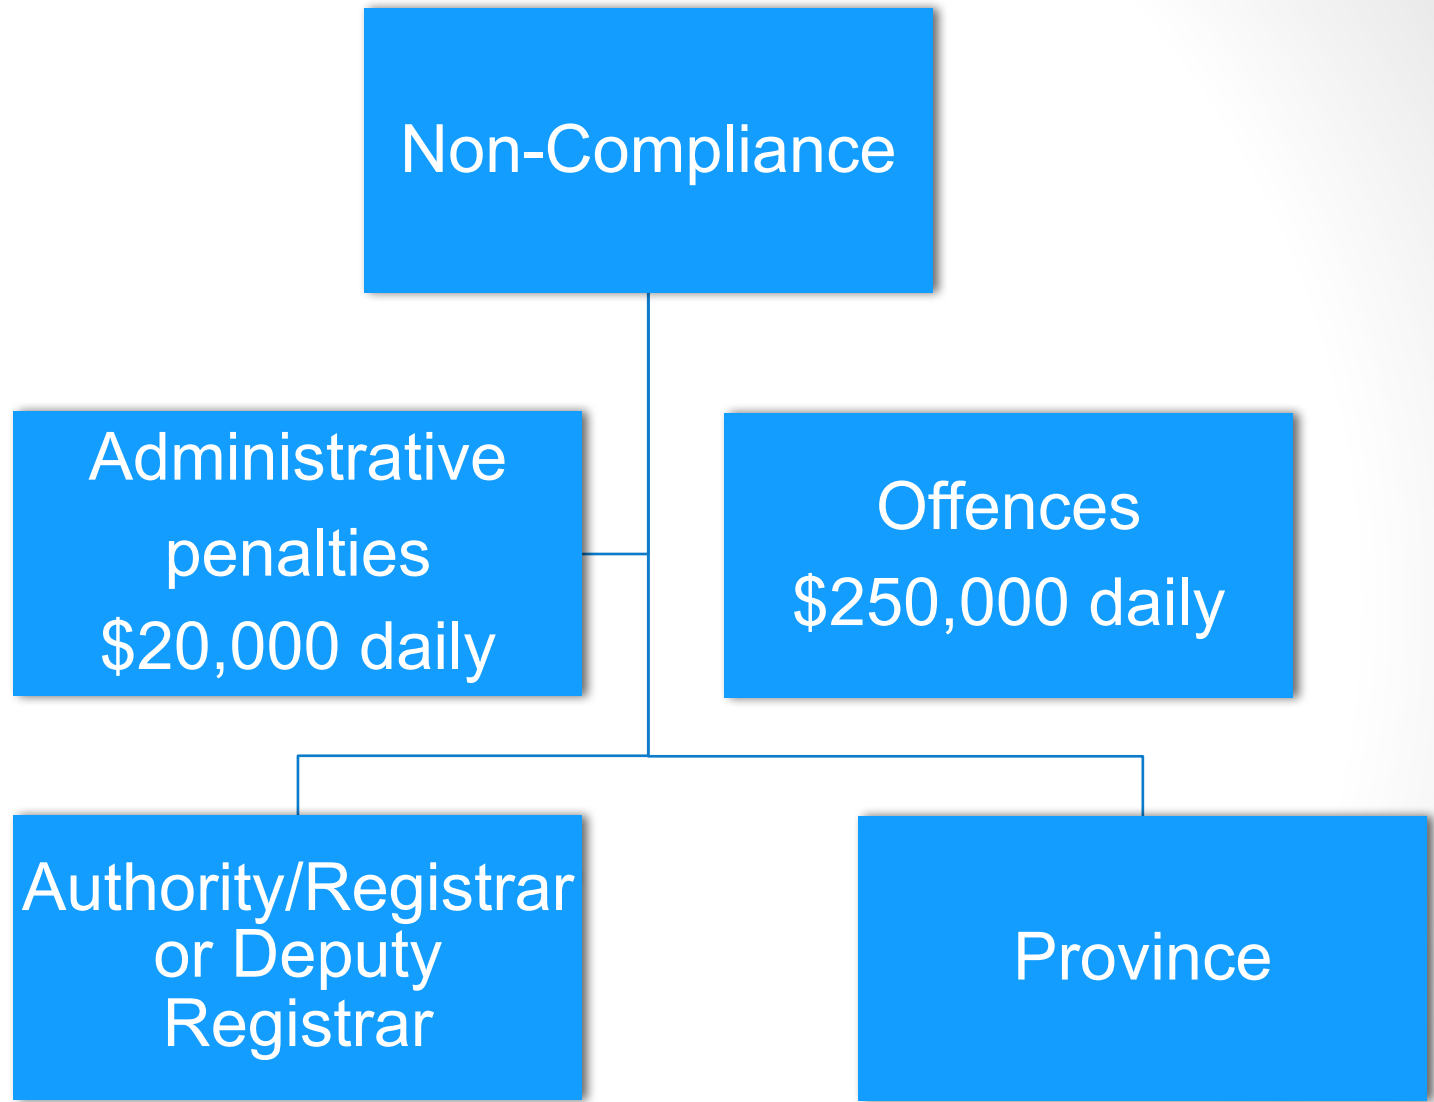 Non-Compliance
Administrative
penalties
$20,000 daily
Offences
$250,000 daily
Authority/Registrar
or Deputy
Registrar
Province